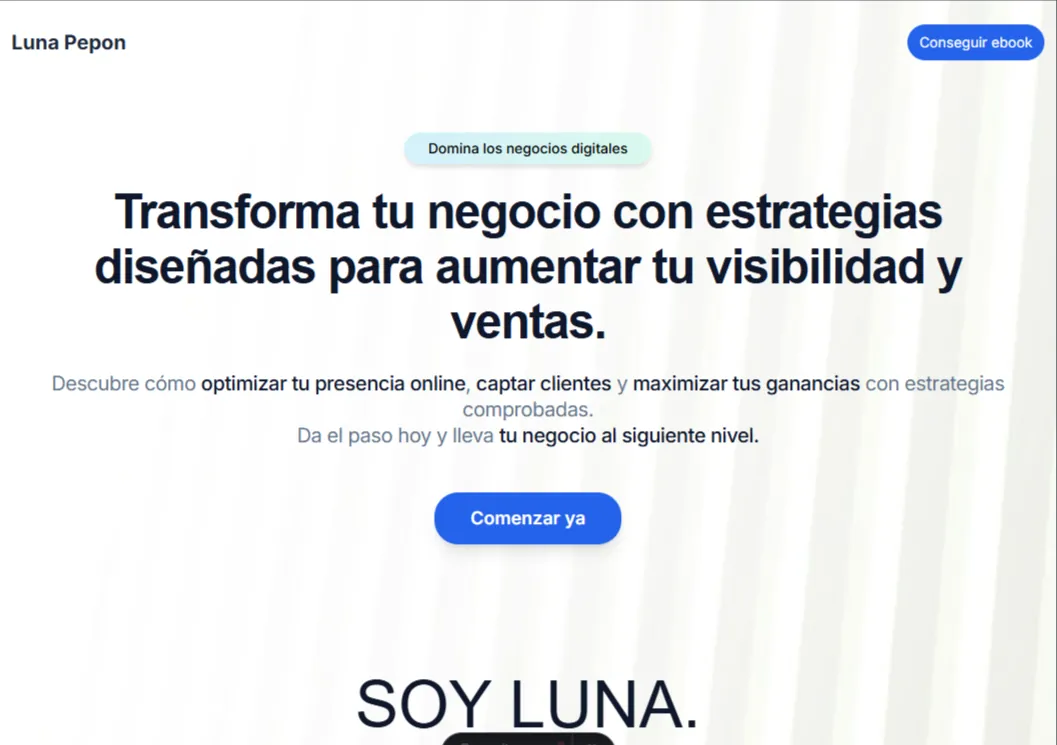 Luna Pepon
Conseguir ebook
Domina los negocios digitales
Transforma tu negocio con estrategias
diseñadas para aumentar tu visibilidad y
ventas.
Descubre cómo optimizar tu presencia online, captar clientes y maximizar tus ganancias con estrategias
comprobadas.
Da el paso hoy y lleva tu negocio al siguiente nivel.
Comenzar ya
SOY LUNA.